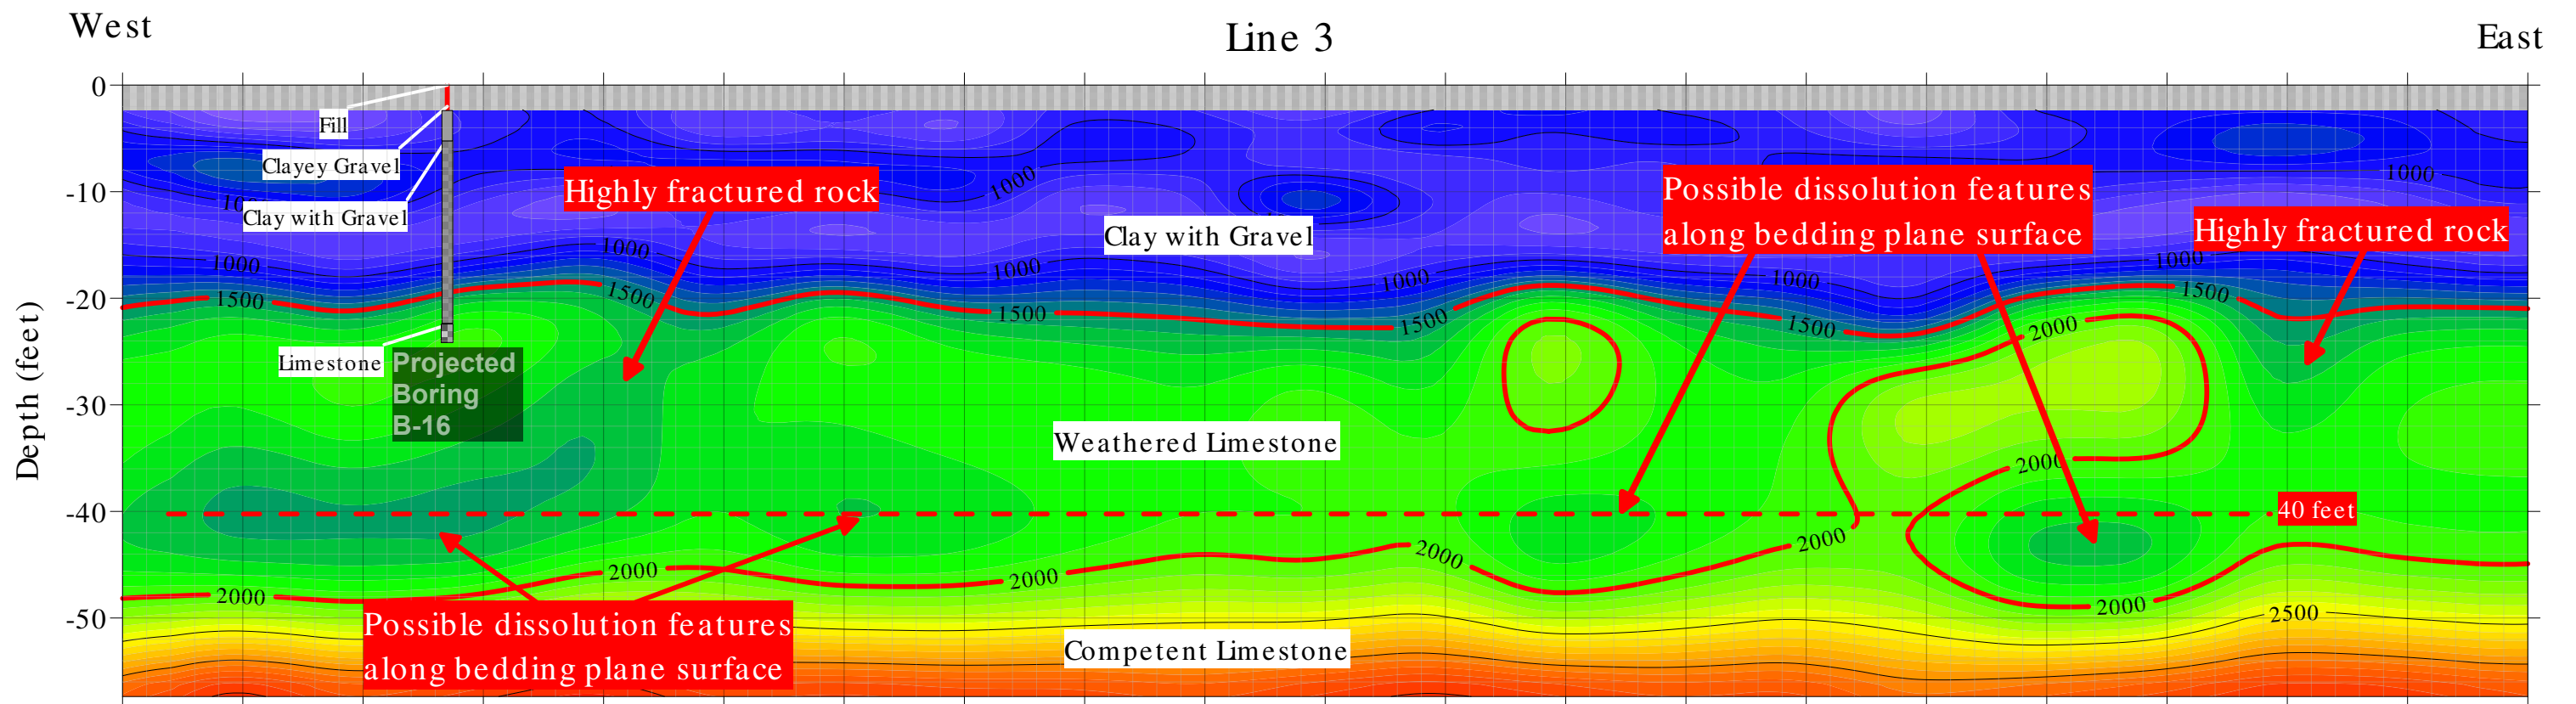 West
Line 3
East
0
-10
-20
-30
-40
-50
Depth (feet)
Fill
Clayey Gravel
Clay with Gravel
Limestone
Projected
Boring
B-16
Highly fractured rock
Clay with Gravel
Possible dissolution features
along bedding plane surface
Highly fractured rock
1000
1000
1000
1000
1000
1000
1000
1000
1000
1500
1500
1500
1500
1500
1500
Weathered Limestone
2000
2000
40 feet
2000
2000
2000
2000
2000
2000
2500
Possible dissolution features
along bedding plane surface
Competent Limestone